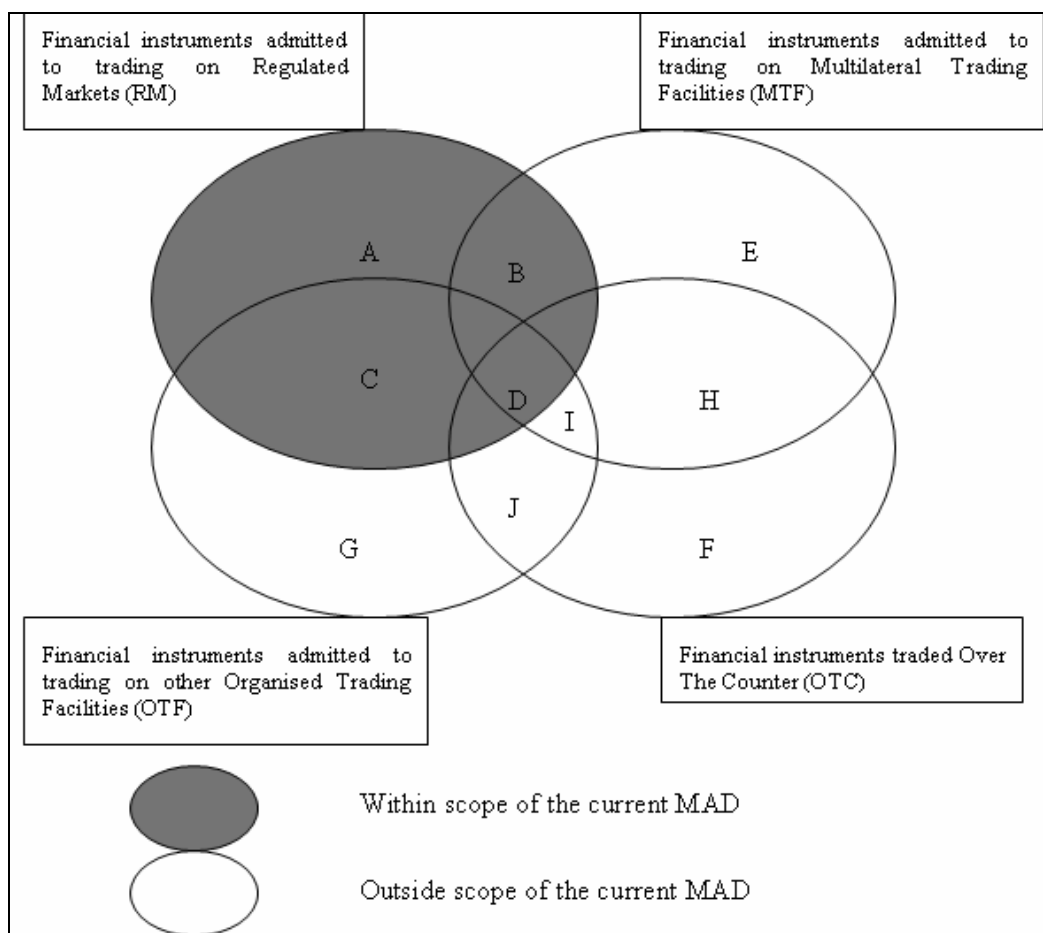 Financial instruments admitted
to trading on Regulated
Markets (RM)
Financial instruments admitted to
trading on Multilateral Trading
Facilities (MTF)
A
B
E
C
D
I
H
J
G
F
Financial instruments admitted to
trading on other Organised Trading
Facilities (OTF)
Financial instruments traded Over
The Counter (OTC)
Within scope of the current MAD
Outside scope of the current MAD